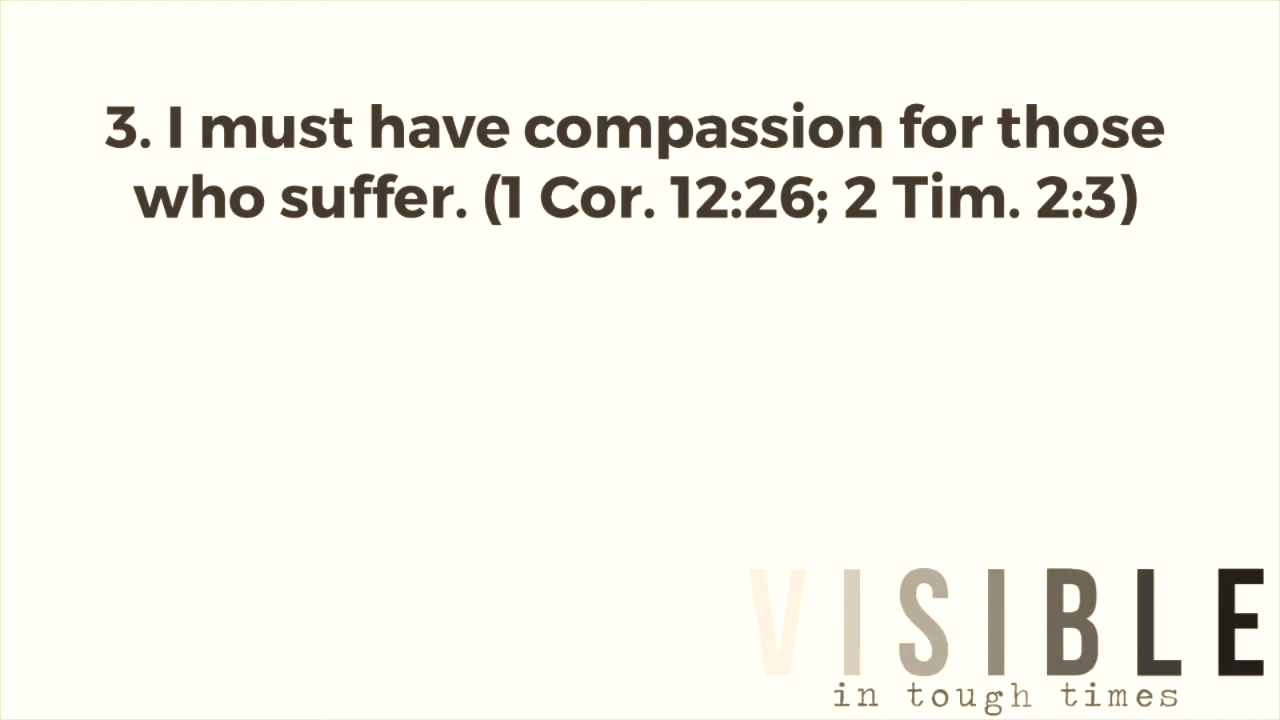 3. I must have compassion for those
who suffer. (1 Cor. 12:26; 2 Tim. 2:3)
VISIBLE
in tough times